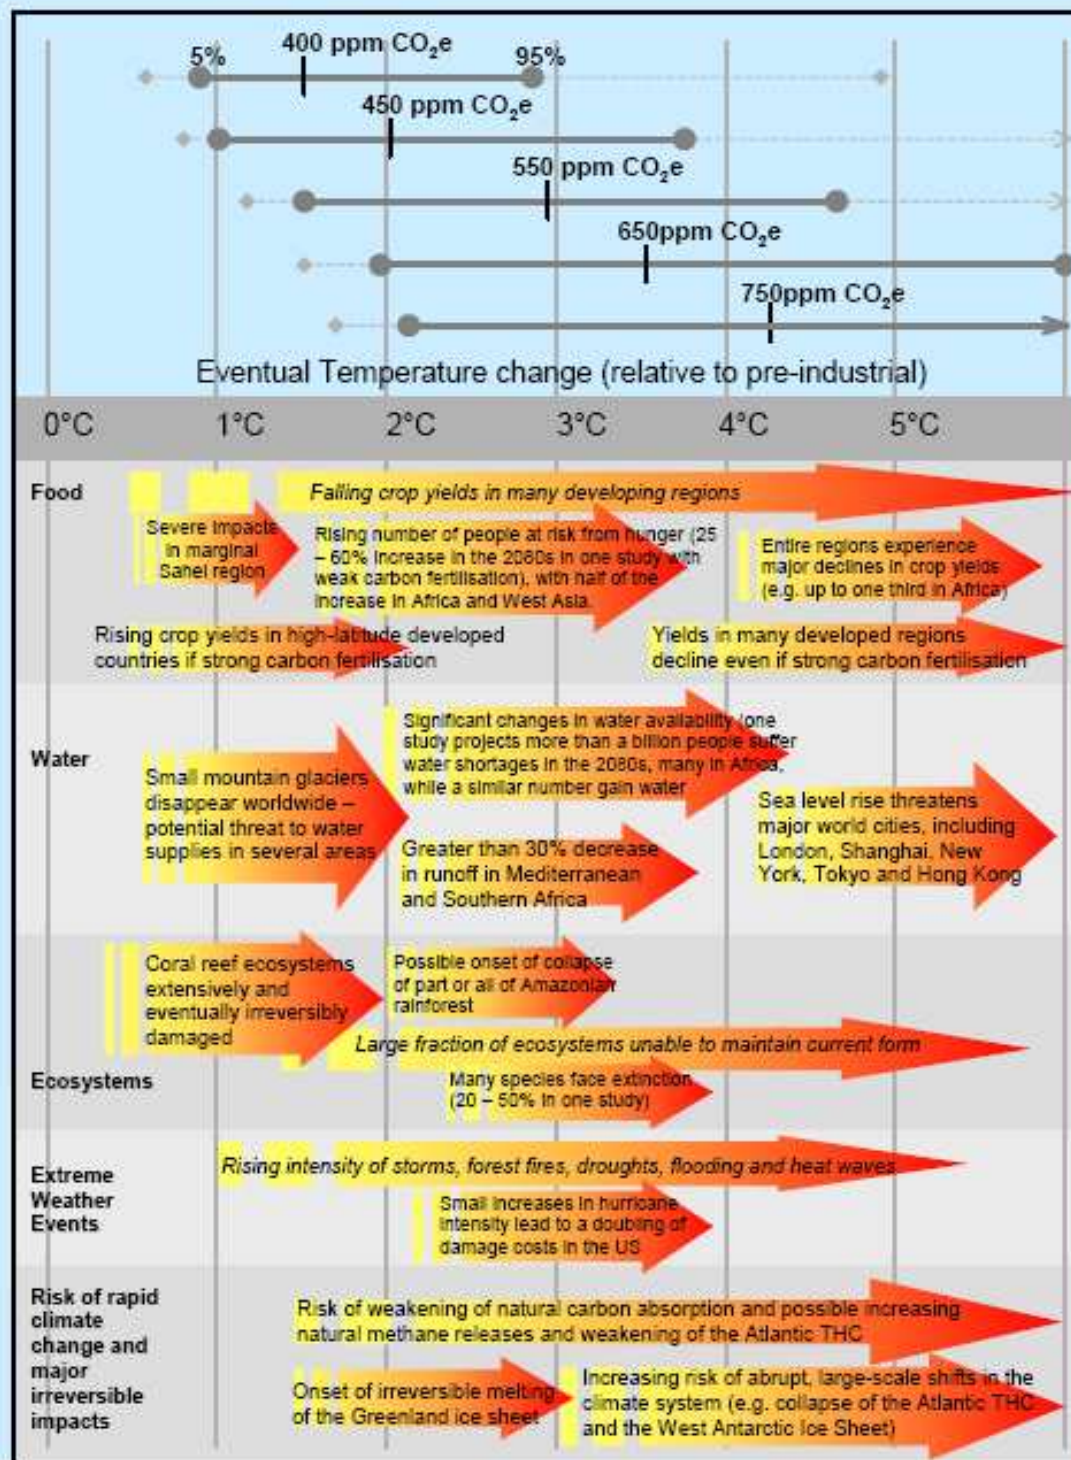 5%
400 ppm CO₂e
95%
450 ppm CO₂e
550 ppm CO₂e
650ppm CO₂e
750ppm CO₂e
Eventual Temperature change (relative to pre-industrial)
0°C 1°C 2°C 3°C 4°C 5°C
Food
Falling crop yields in many developing regions
Severe impacts
in marginal
Sahel region
Rising number of people at risk from hunger (25
– 60% increase in the 2080s in one study with
weak carbon fertilisation), with half of the
increase in Africa and West Asia.
Entire regions experience
major declines in crop yields
(e.g. up to one third in Africa)
Rising crop yields in high-latitude developed
countries if strong carbon fertilisation
Yields in many developed regions
decline even if strong carbon fertilisation
Water
Small mountain glaciers
disappear worldwide –
potential threat to water
supplies in several areas
Significant changes in water availability (one
study projects more than a billion people suffer
water shortages in the 2080s, many in Africa,
while a similar number gain water
Greater than 30% decrease
in runoff in Mediterranean
and Southern Africa
Sea level rise threatens
major world cities, including
London, Shanghai, New
York, Tokyo and Hong Kong
Ecosystems
Coral reef ecosystems
extensively and
eventually irreversibly
damaged
Possible onset of collapse
of part or all of Amazonian
rainforest
Large fraction of ecosystems unable to maintain current form
Many species face extinction
(20 – 50% in one study)
Extreme
Weather
Events
Rising intensity of storms, forest fires, droughts, flooding and heat waves
Small increases in hurricane
intensity lead to a doubling of
damage costs in the US
Risk of rapid
climate
change and
major
irreversible
impacts
Risk of weakening of natural carbon absorption and possible increasing
natural methane releases and weakening of the Atlantic THC
Onset of irreversible melting
of the Greenland ice sheet
Increasing risk of abrupt, large-scale shifts in the
climate system (e.g. collapse of the Atlantic THC
and the West Antarctic Ice Sheet)